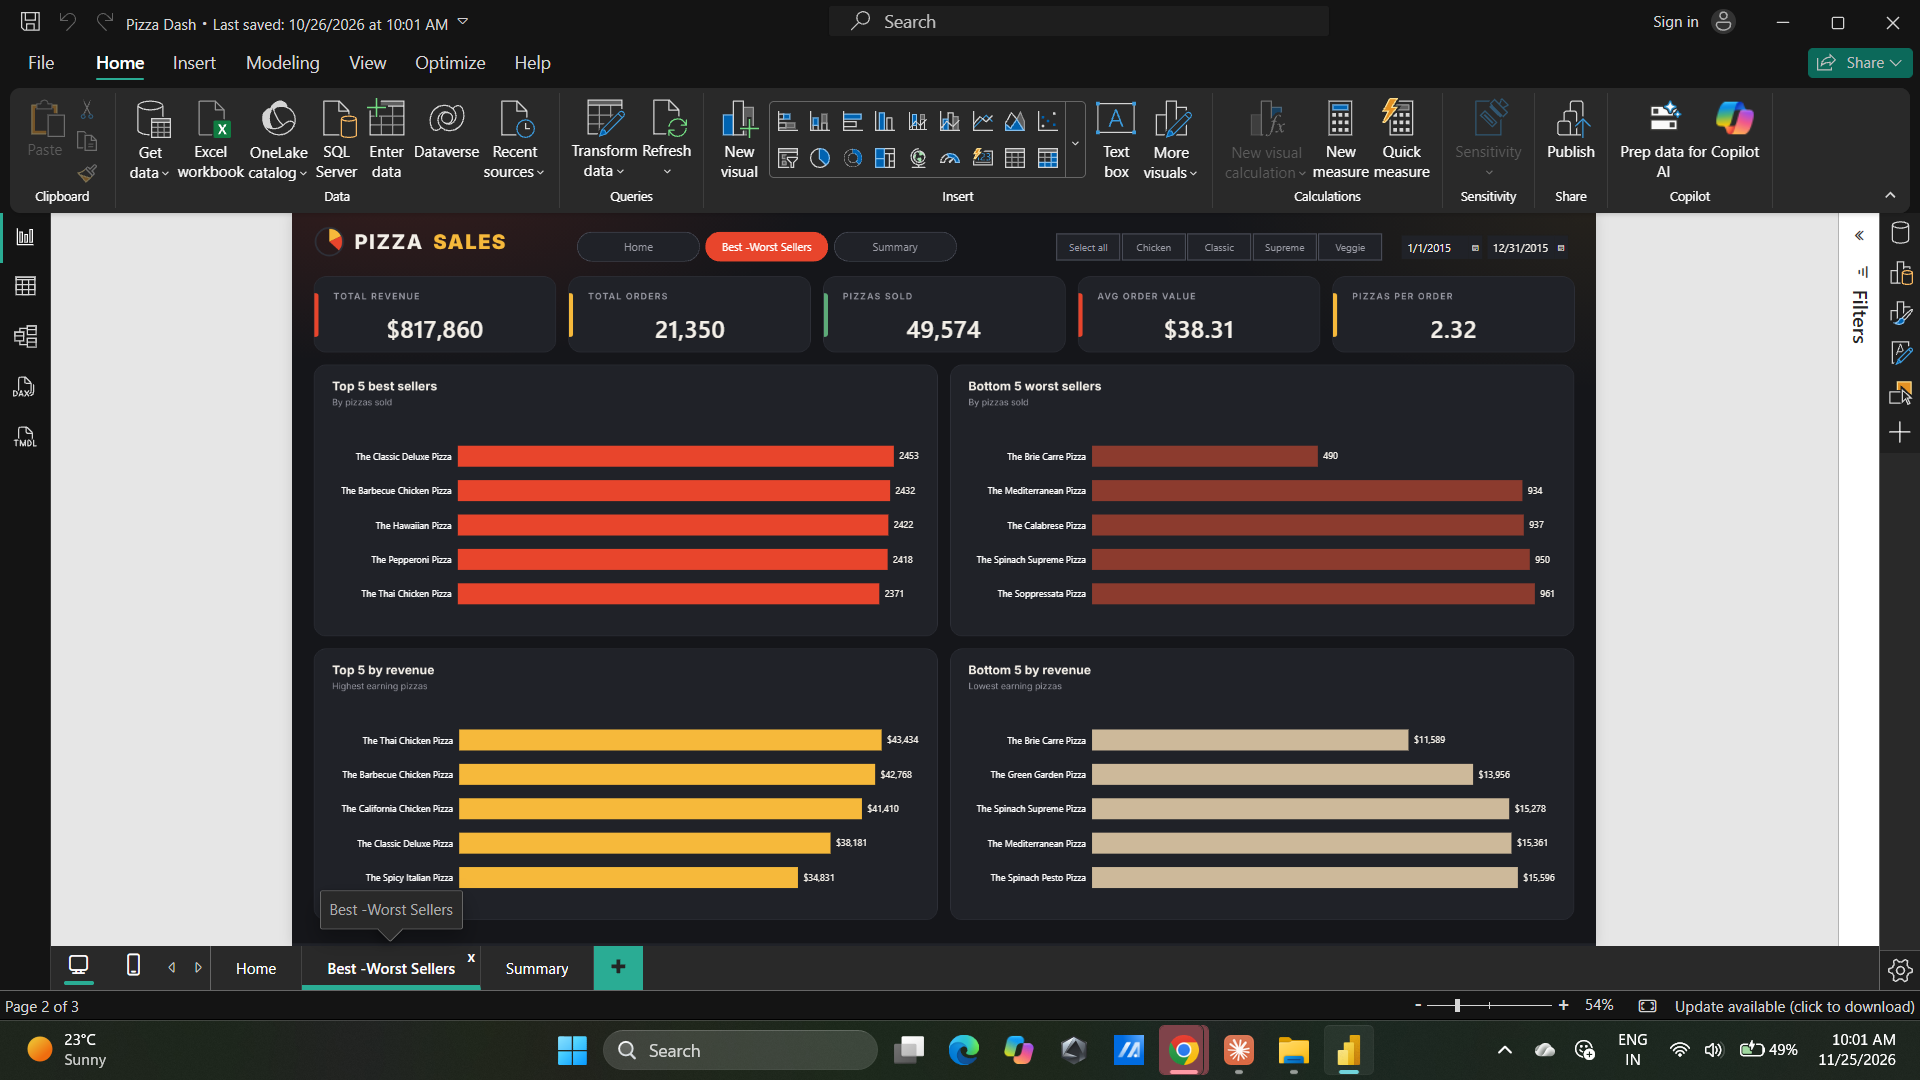 Pizza Dash • Last saved: 10/26/2026 at 10:01 AM
Search
Sign in
File
Home
Insert
Modeling
View
Optimize
Help
Share
Paste
Clipboard
Get data
Excel workbook
OneLake catalog
SQL Server
Enter data
Dataverse
Recent sources
Data
Transform data
Refresh
Queries
New visual
Text box
More visuals
Insert
New visual calculation
New measure
Quick measure
Calculations
Sensitivity
Sensitivity
Publish
Share
Prep data for AI
Copilot
Copilot
DAX
TMDL
PIZZA SALES
Home
Best -Worst Sellers
Summary
Select all
Chicken
Classic
Supreme
Veggie
1/1/2015
12/31/2015
TOTAL REVENUE
$817,860
TOTAL ORDERS
21,350
PIZZAS SOLD
49,574
AVG ORDER VALUE
$38.31
PIZZAS PER ORDER
2.32
Filters
Top 5 best sellers
By pizzas sold
The Classic Deluxe Pizza 2453
The Barbecue Chicken Pizza 2432
The Hawaiian Pizza 2422
The Pepperoni Pizza 2418
The Thai Chicken Pizza 2371
Bottom 5 worst sellers
By pizzas sold
The Brie Carre Pizza 490
The Mediterranean Pizza 934
The Calabrese Pizza 937
The Spinach Supreme Pizza 950
The Soppressata Pizza 961
Top 5 by revenue
Highest earning pizzas
The Thai Chicken Pizza $43,434
The Barbecue Chicken Pizza $42,768
The California Chicken Pizza $41,410
The Classic Deluxe Pizza $38,181
The Spicy Italian Pizza $34,831
Bottom 5 by revenue
Lowest earning pizzas
The Brie Carre Pizza $11,589
The Green Garden Pizza $13,956
The Spinach Supreme Pizza $15,278
The Mediterranean Pizza $15,361
The Spinach Pesto Pizza $15,596
Best -Worst Sellers
Home
Best -Worst Sellers
x
Summary
+
Page 2 of 3
- + 54%
Update available (click to download)
23°C
Sunny
Search
ENG
IN
49%
10:01 AM
11/25/2026